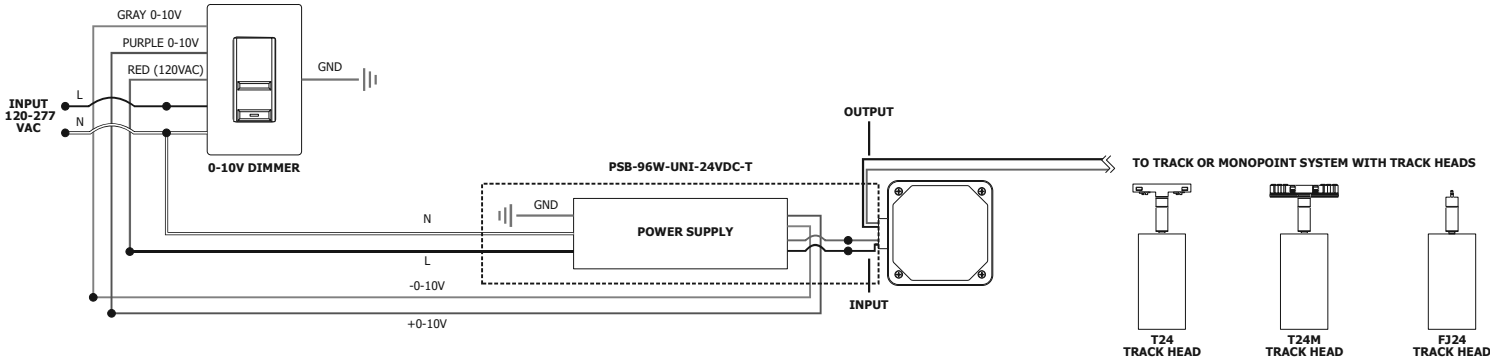 GRAY 0-10V
PURPLE 0-10V
RED (120VAC)
GND
INPUT
120-277
VAC
L
N
0-10V DIMMER
OUTPUT
PSB-96W-UNI-24VDC-T
TO TRACK OR MONOPOINT SYSTEM WITH TRACK HEADS
GND
N
POWER SUPPLY
L
-0-10V
INPUT
+0-10V
T24
TRACK HEAD
T24M
TRACK HEAD
FJ24
TRACK HEAD